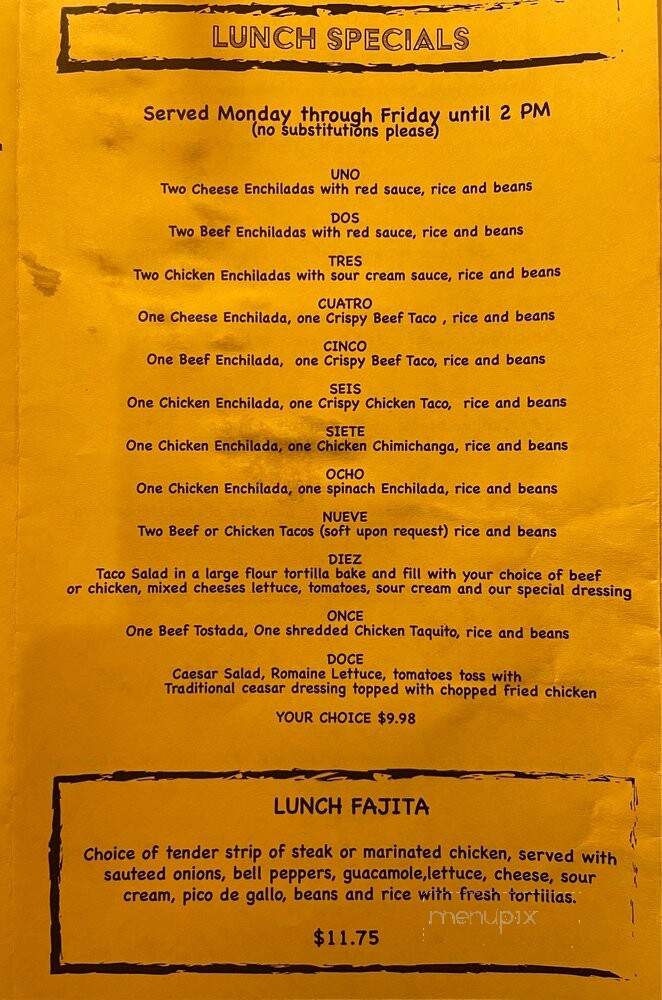 LUNCH SPECIALS
Served Monday through Friday until 2 PM
(no substitutions please)
UNO
Two Cheese Enchiladas with red sauce, rice and beans
DOS
Two Beef Enchiladas with red sauce, rice and beans
TRES
Two Chicken Enchiladas with sour cream sauce, rice and beans
CUATRO
One Cheese Enchilada, one Crispy Beef Taco , rice and beans
CINCO
One Beef Enchilada, one Crispy Beef Taco, rice and beans
SEIS
One Chicken Enchilada, one Crispy Chicken Taco, rice and beans
SIETE
One Chicken Enchilada, one Chicken Chimichanga, rice and beans
OCHO
One Chicken Enchilada, one spinach Enchilada, rice and beans
NUEVE
Two Beef or Chicken Tacos (soft upon request) rice and beans
DIEZ
Taco Salad in a large flour tortilla bake and fill with your choice of beef
or chicken, mixed cheeses lettuce, tomatoes, sour cream and our special dressing
ONCE
One Beef Tostada, One shredded Chicken Taquito, rice and beans
DOCE
Caesar Salad, Romaine Lettuce, tomatoes toss with
Traditional ceasar dressing topped with chopped fried chicken
YOUR CHOICE $9.98
LUNCH FAJITA
Choice of tender strip of steak or marinated chicken, served with
sauteed onions, bell peppers, guacamole,lettuce, cheese, sour
cream, pico de gallo, beans and rice with fresh tortillas.
menupix
$11.75